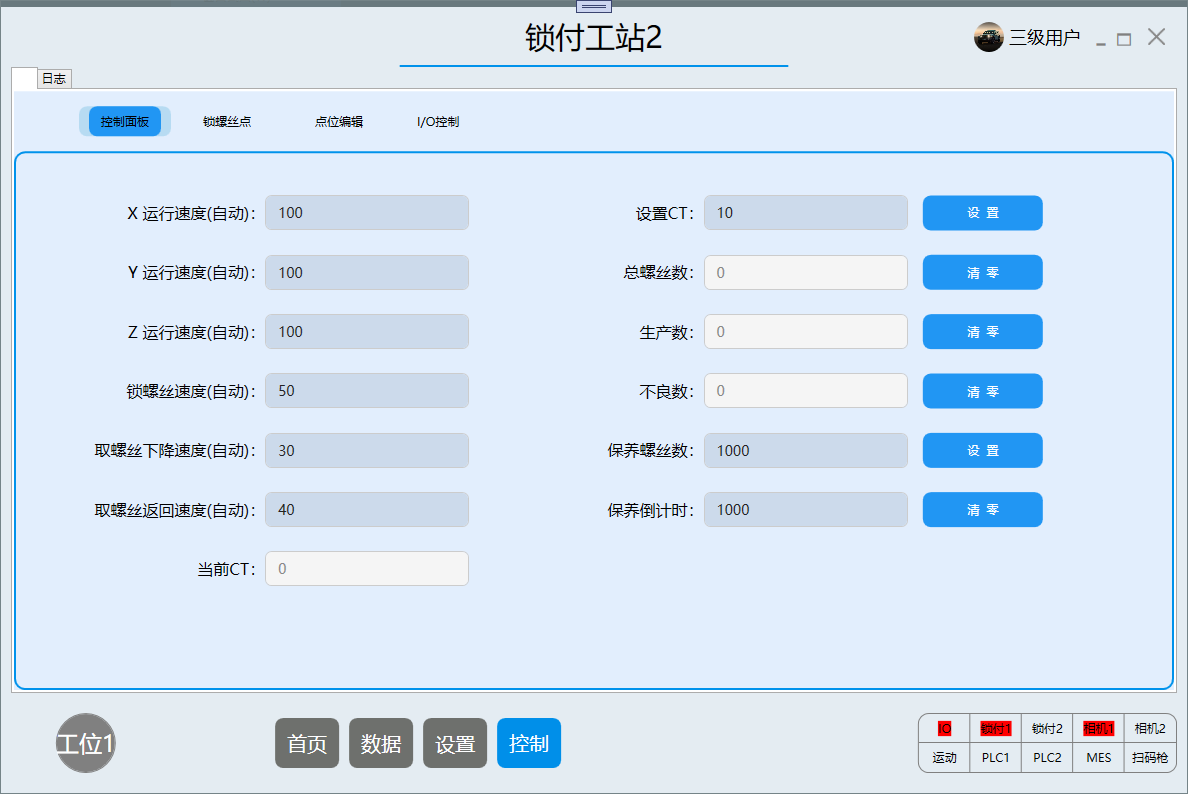 锁付工站2
三级用户
日志
控制面板 锁螺丝点 点位编辑 I/O控制
X 运行速度(自动)： 100 设置CT： 10 设 置
Y 运行速度(自动)： 100 总螺丝数： 0 清 零
Z 运行速度(自动)： 100 生产数： 0 清 零
锁螺丝速度(自动)： 50 不良数： 0 清 零
取螺丝下降速度(自动)： 30 保养螺丝数： 1000 设 置
取螺丝返回速度(自动)： 40 保养倒计时： 1000 清 零
当前CT： 0
工位1 首页 数据 设置 控制
IO 锁付1 锁付2 相机1 相机2
运动 PLC1 PLC2 MES 扫码枪